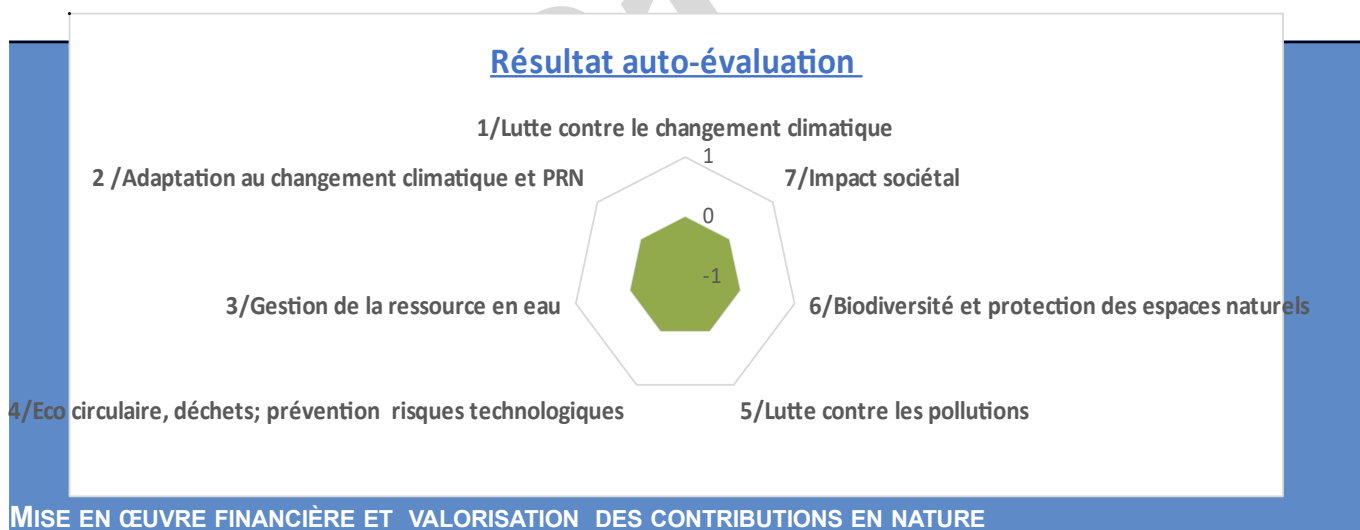 Résultat auto-évaluation
1/Lutte contre le changement climatique
1
2 /Adaptation au changement climatique et PRN
7/Impact sociétal
0
-1
3/Gestion de la ressource en eau
6/Biodiversité et protection des espaces naturels
4/Eco circulaire, déchets; prévention risques technologiques
5/Lutte contre les pollutions
MISE EN ŒUVRE FINANCIÈRE ET VALORISATION DES CONTRIBUTIONS EN NATURE